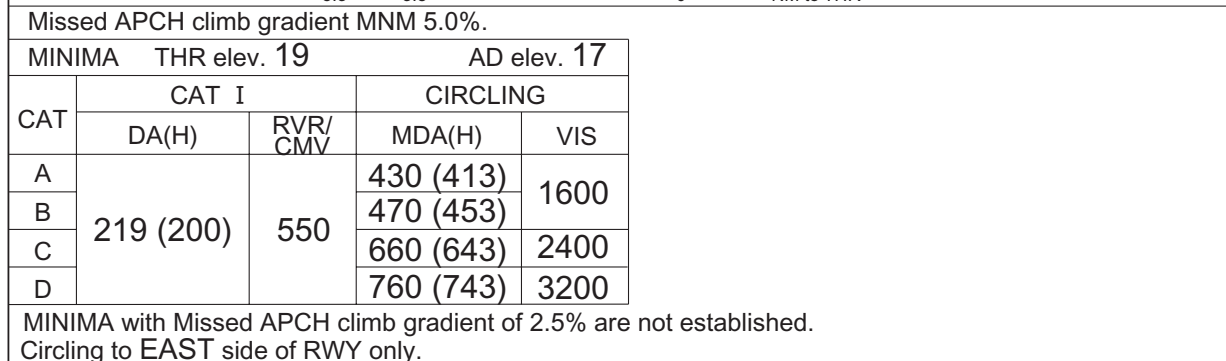 Missed APCH climb gradient MNM 5.0%.
MINIMA THR elev. 19 AD elev. 17
CAT CAT I CIRCLING
DA(H) RVR/CMV MDA(H) VIS
A 219 (200) 550 430 (413) 1600
B 470 (453)
C 660 (643) 2400
D 760 (743) 3200
MINIMA with Missed APCH climb gradient of 2.5% are not established.
Circling to EAST side of RWY only.